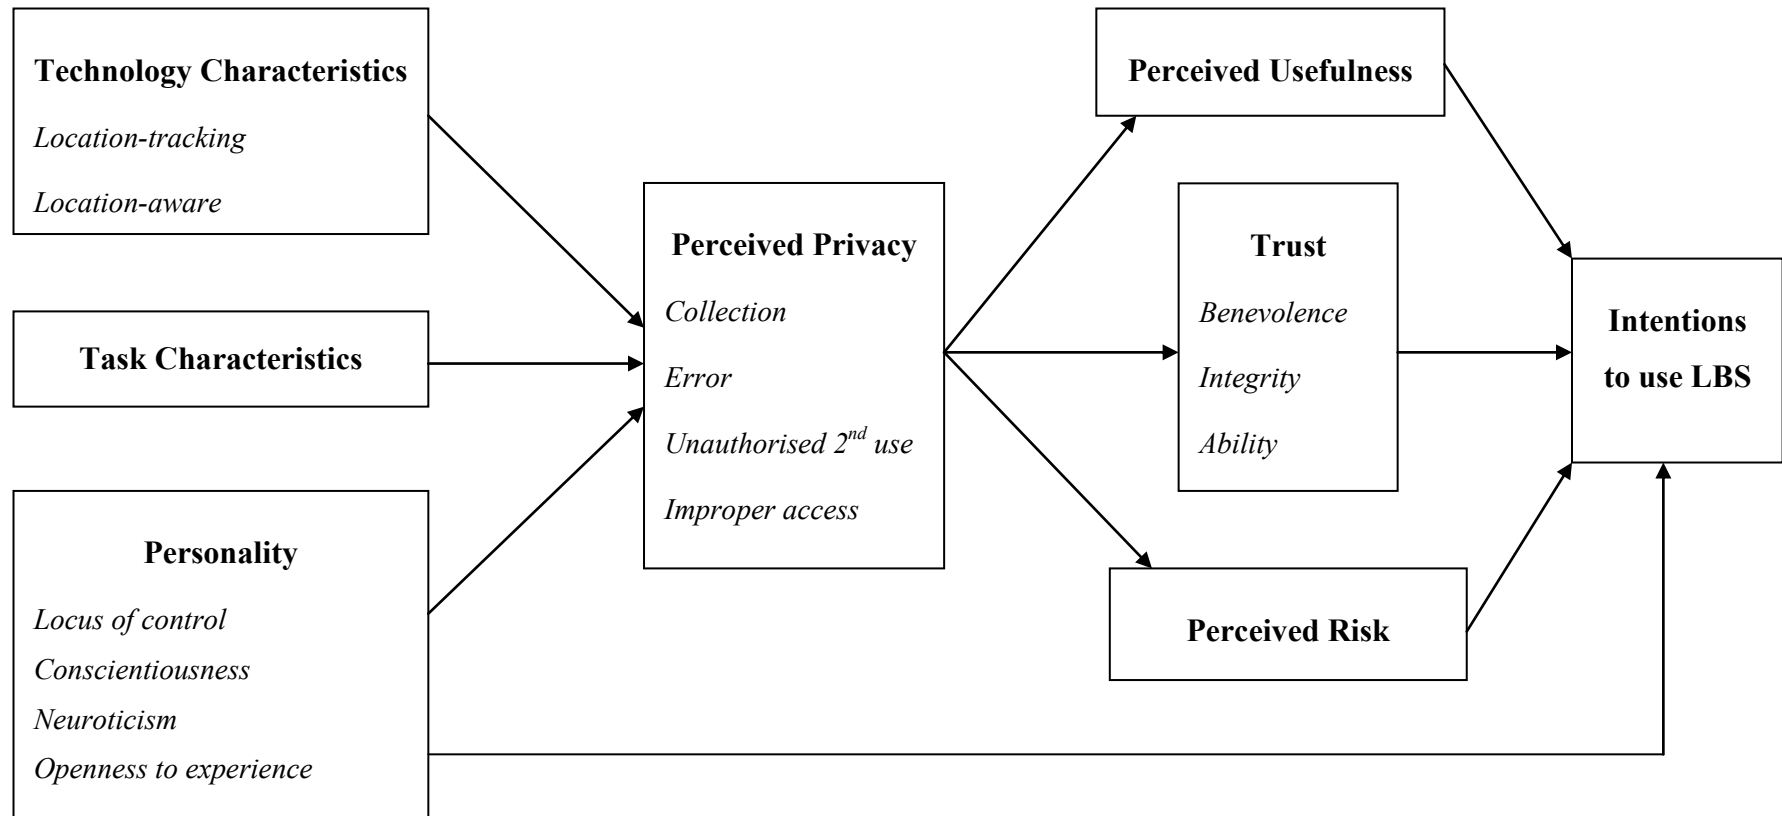 Technology Characteristics
Location-tracking
Location-aware
Task Characteristics
Personality
Locus of control
Conscientiousness
Neuroticism
Openness to experience
Perceived Privacy
Collection
Error
Unauthorised 2nd use
Improper access
Perceived Usefulness
Trust
Benevolence
Integrity
Ability
Perceived Risk
Intentions
to use LBS